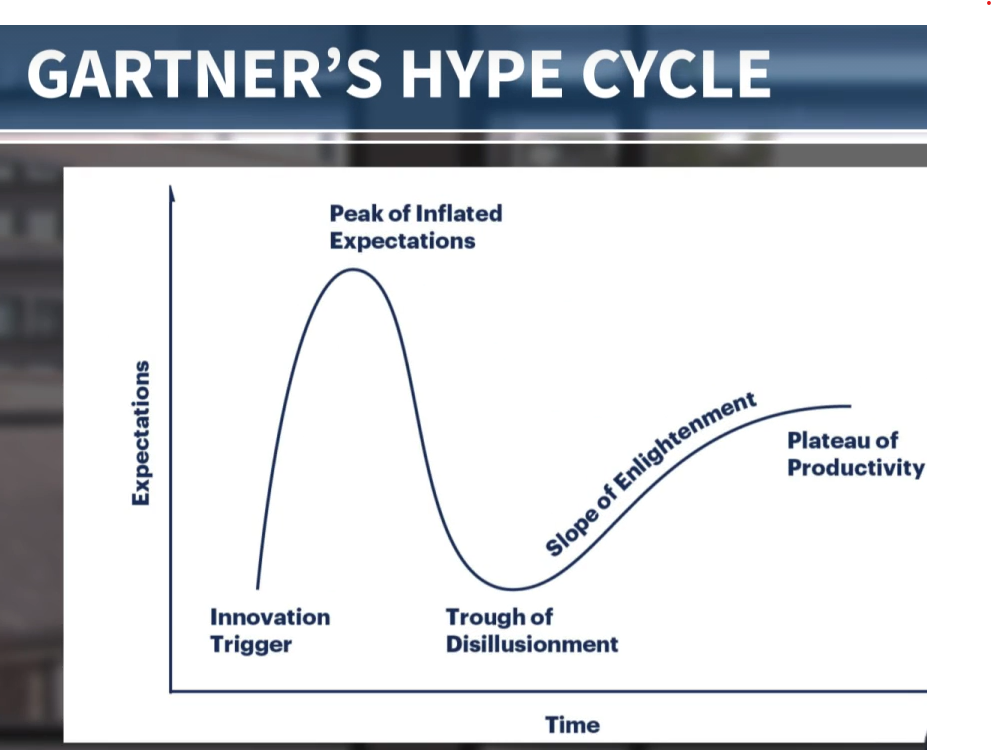 GARTNER’S HYPE CYCLE
Peak of Inflated
Expectations
Expectations
Slope of Enlightenment
Plateau of
Productivity
Innovation
Trigger
Trough of
Disillusionment
Time